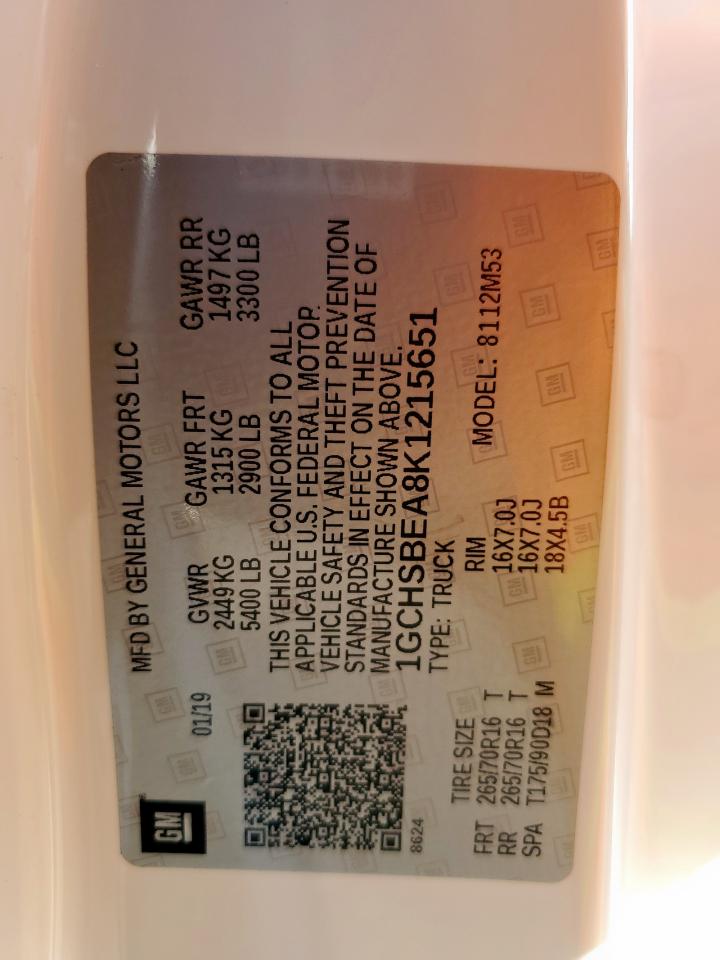 GM
MFD BY GENERAL MOTORS LLC
01/19
GVWR GAWR FRT GAWR RR
2449 KG 1315 KG 1497 KG
5400 LB 2900 LB 3300 LB
THIS VEHICLE CONFORMS TO ALL
APPLICABLE U.S. FEDERAL MOTOR
VEHICLE SAFETY AND THEFT PREVENTION
STANDARDS IN EFFECT ON THE DATE OF
MANUFACTURE SHOWN ABOVE.
1GCHSBEA8K1215651
TYPE: TRUCK
8624
MODEL: 8112M53
TIRE SIZE RIM
FRT 265/70R16 T 16X7.0J
RR 265/70R16 T 16X7.0J
SPA T175/90D18 M 18X4.5B